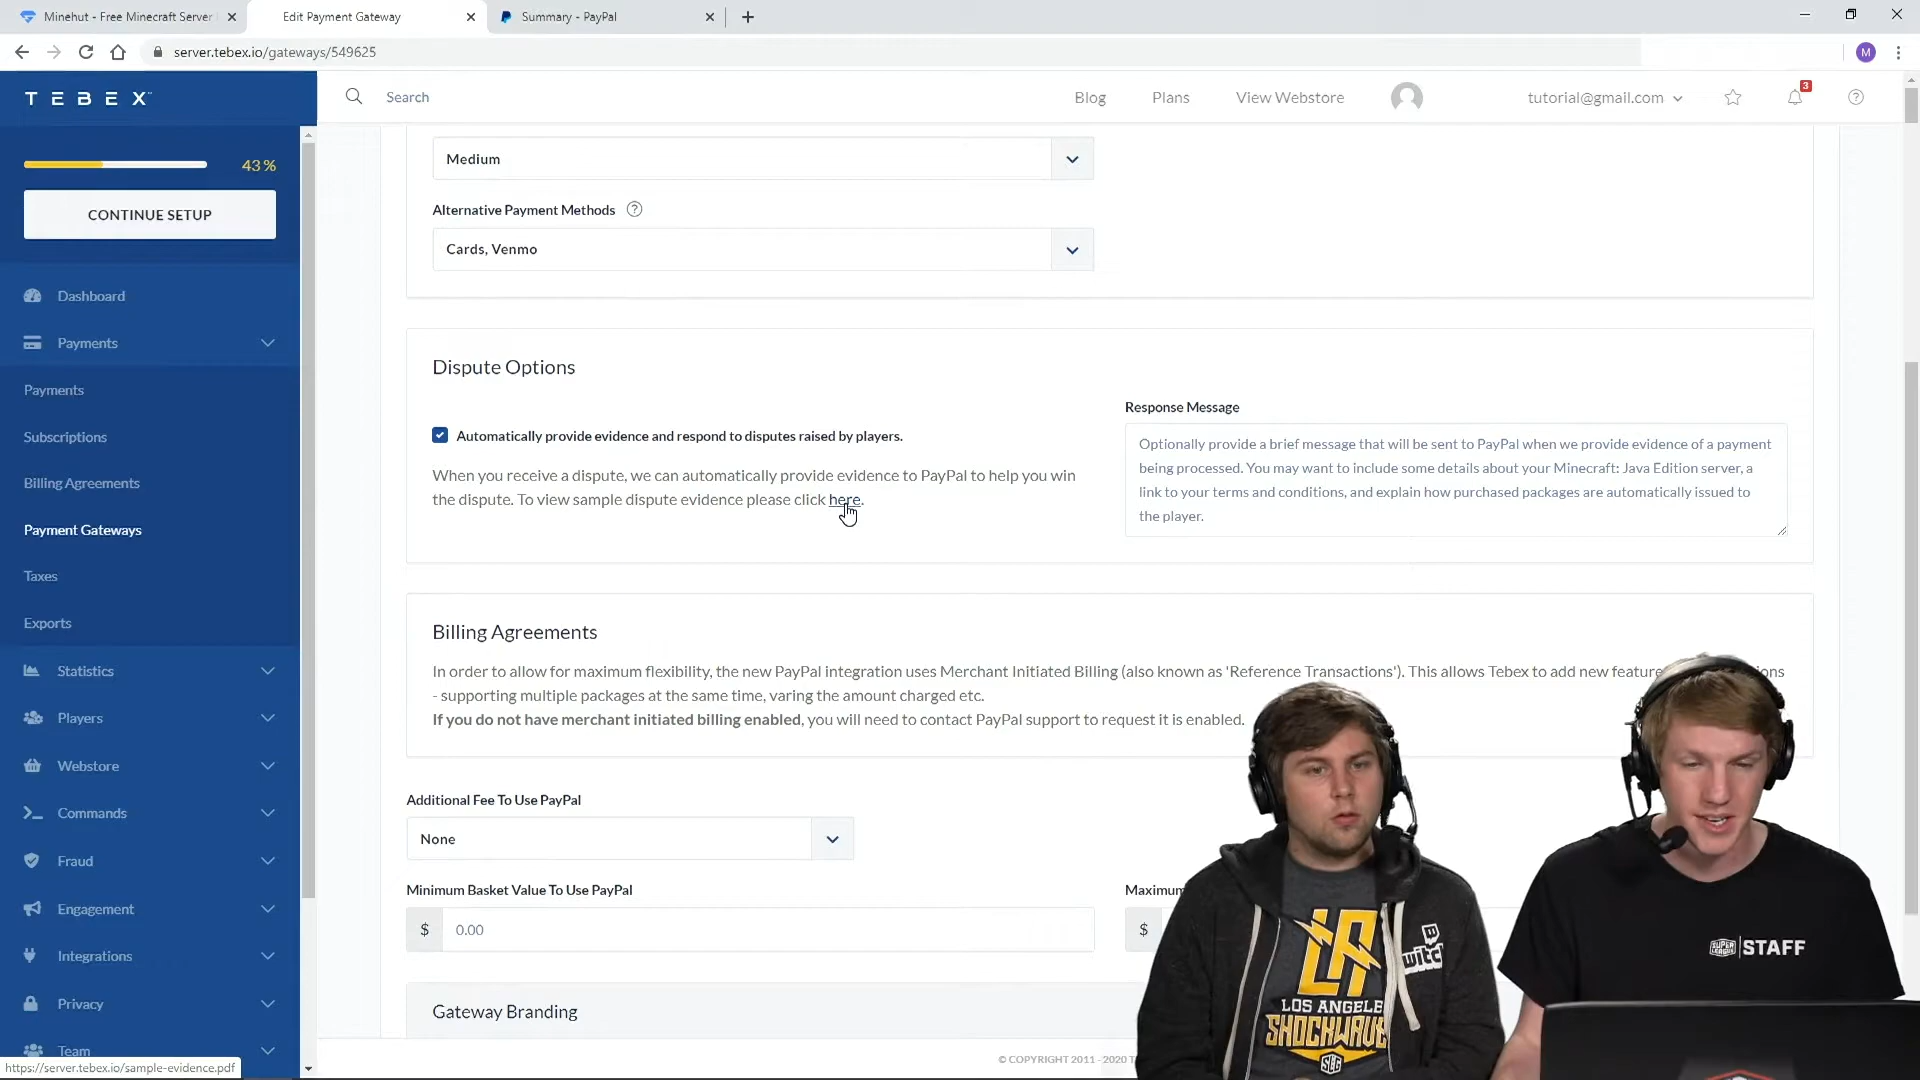 Minehut - Free Minecraft Server
Edit Payment Gateway
Summary - PayPal
server.tebex.io/gateways/549625
M
TEBEX
Search
Blog
Plans
View Webstore
tutorial@gmail.com
3
43%
CONTINUE SETUP
Dashboard
Payments
Payments
Subscriptions
Billing Agreements
Payment Gateways
Taxes
Exports
Statistics
Players
Webstore
Commands
Fraud
Engagement
Integrations
Privacy
Team
https://server.tebex.io/sample-evidence.pdf
Medium
Alternative Payment Methods ?
Cards, Venmo
Dispute Options
Automatically provide evidence and respond to disputes raised by players.
When you receive a dispute, we can automatically provide evidence to PayPal to help you win
the dispute. To view sample dispute evidence please click here.
Response Message
Optionally provide a brief message that will be sent to PayPal when we provide evidence of a payment
being processed. You may want to include some details about your Minecraft: Java Edition server, a
link to your terms and conditions, and explain how purchased packages are automatically issued to
the player.
Billing Agreements
In order to allow for maximum flexibility, the new PayPal integration uses Merchant Initiated Billing (also known as 'Reference Transactions'). This allows Tebex to add new
- supporting multiple packages at the same time, varing the amount charged etc.
If you do not have merchant initiated billing enabled, you will need to contact PayPal support to request it is enabled.
Additional Fee To Use PayPal
None
Minimum Basket Value To Use PayPal
$ 0.00
Maximum
$
Gateway Branding
© COPYRIGHT 2011 - 2020
LA
LOS ANGELES
SHOCKWAVE
SLG
SUPER LEAGUE | STAFF